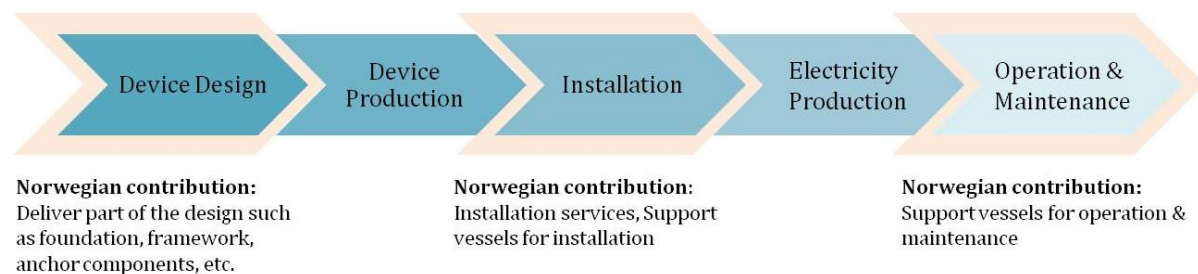 Device Design
Device
Production
Installation
Electricity
Production
Operation &
Maintenance
Norwegian contribution:
Deliver part of the design such
as foundation, framework,
anchor components, etc.
Norwegian contribution:
Installation services, Support
vessels for installation
Norwegian contribution:
Support vessels for operation &
maintenance